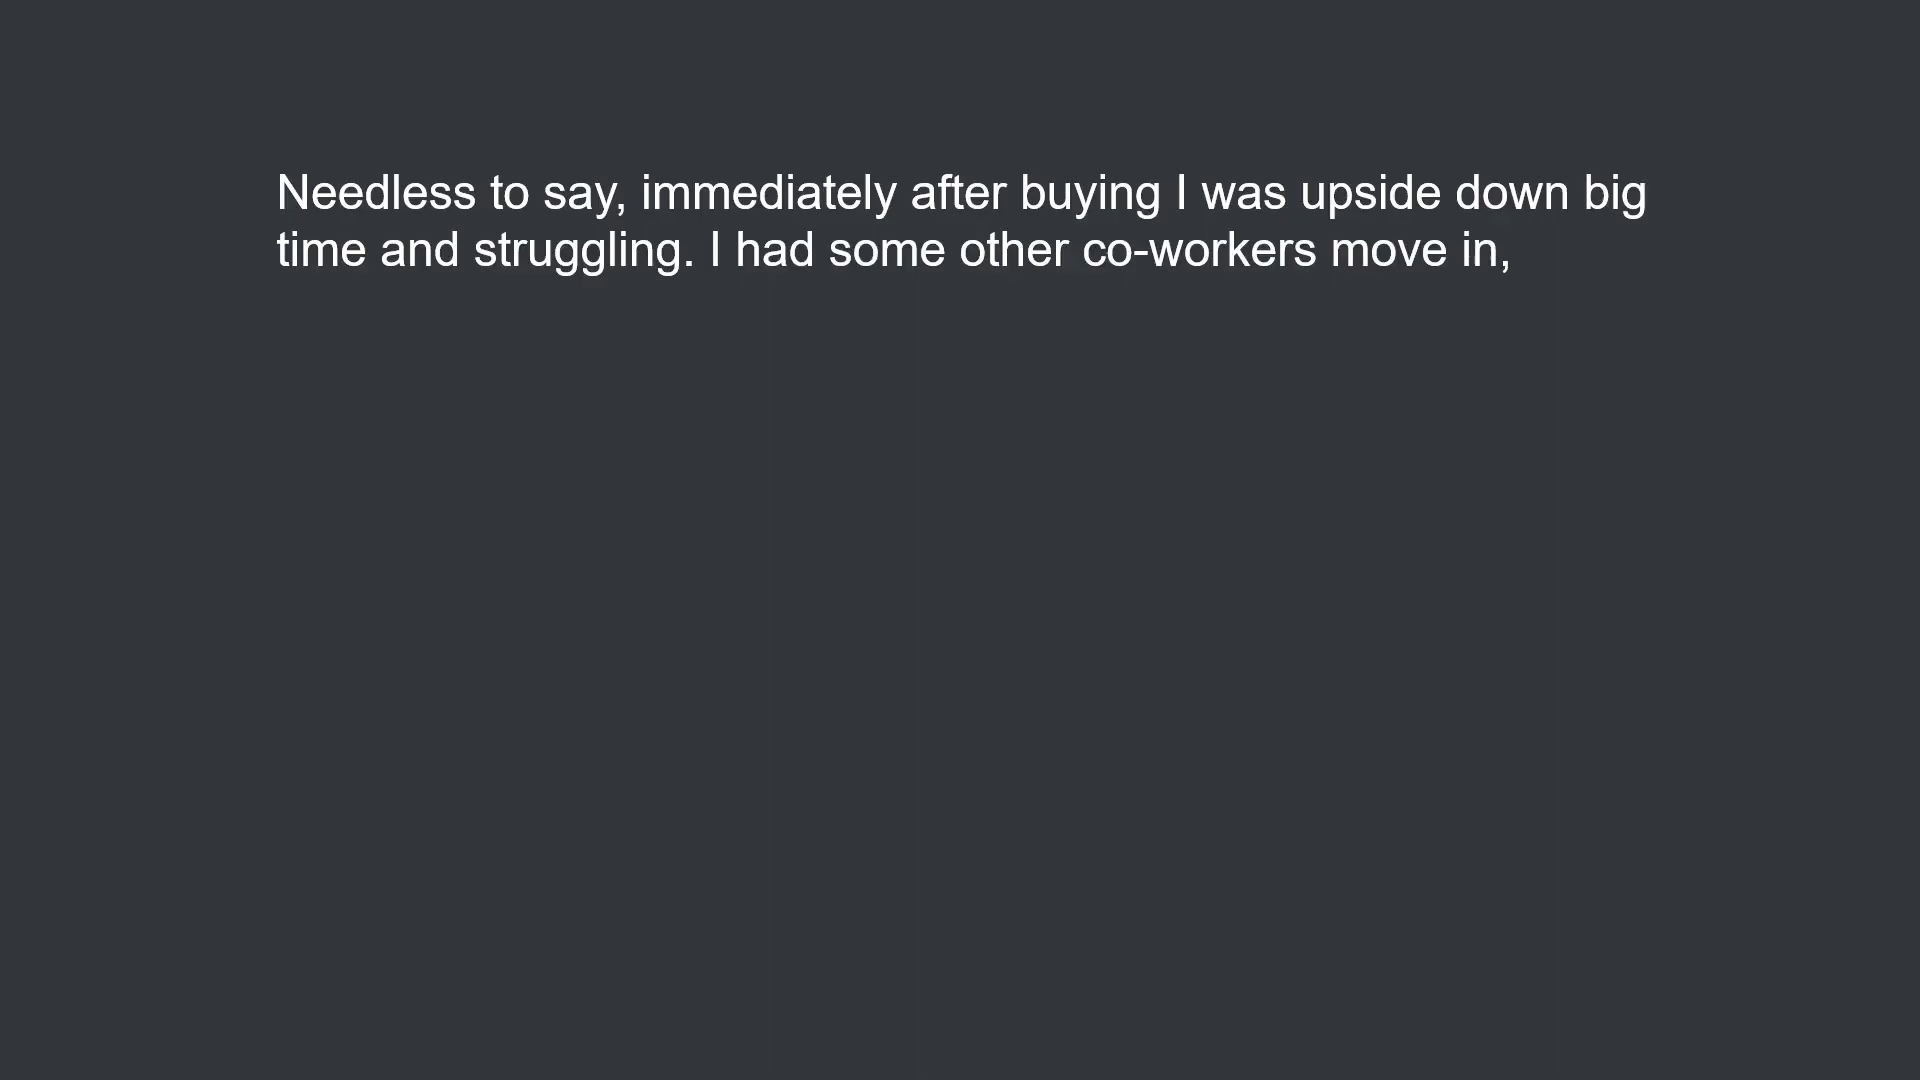 Needless to say, immediately after buying I was upside down big
time and struggling. I had some other co-workers move in,